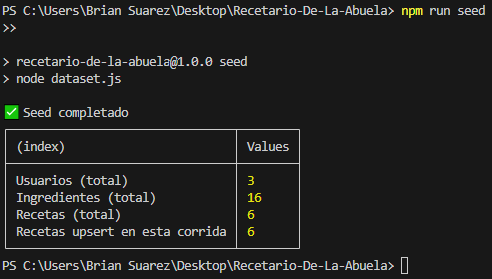 PS C:\Users\Brian Suarez\Desktop\Recetario-De-La-Abuela> npm run seed
>>
> recetario-de-la-abuela@1.0.0 seed
> node dataset.js
✅ Seed completado
(index) Values
Usuarios (total) 3
Ingredientes (total) 16
Recetas (total) 6
Recetas upsert en esta corrida 6
PS C:\Users\Brian Suarez\Desktop\Recetario-De-La-Abuela>